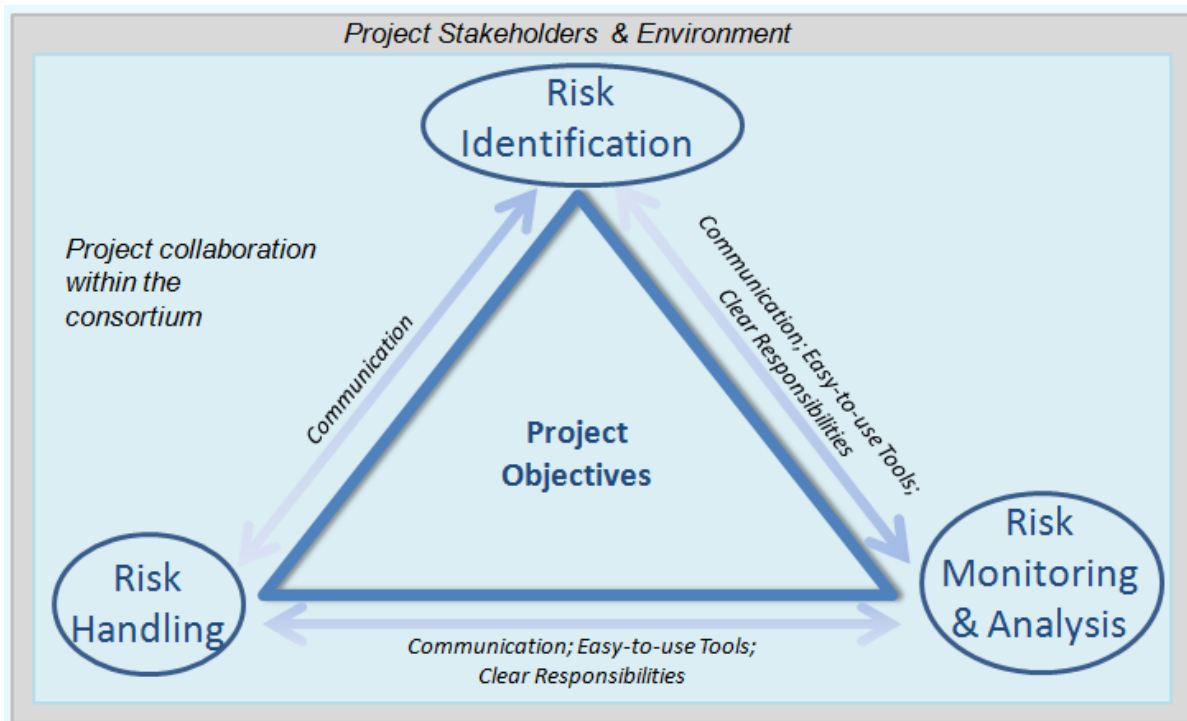 Project Stakeholders & Environment
Risk
Identification
Project collaboration
within the
consortium
Communication
Communication; Easy-to-use Tools;
Clear Responsibilities
Project
Objectives
Risk
Handling
Risk
Monitoring
& Analysis
Communication; Easy-to-use Tools;
Clear Responsibilities